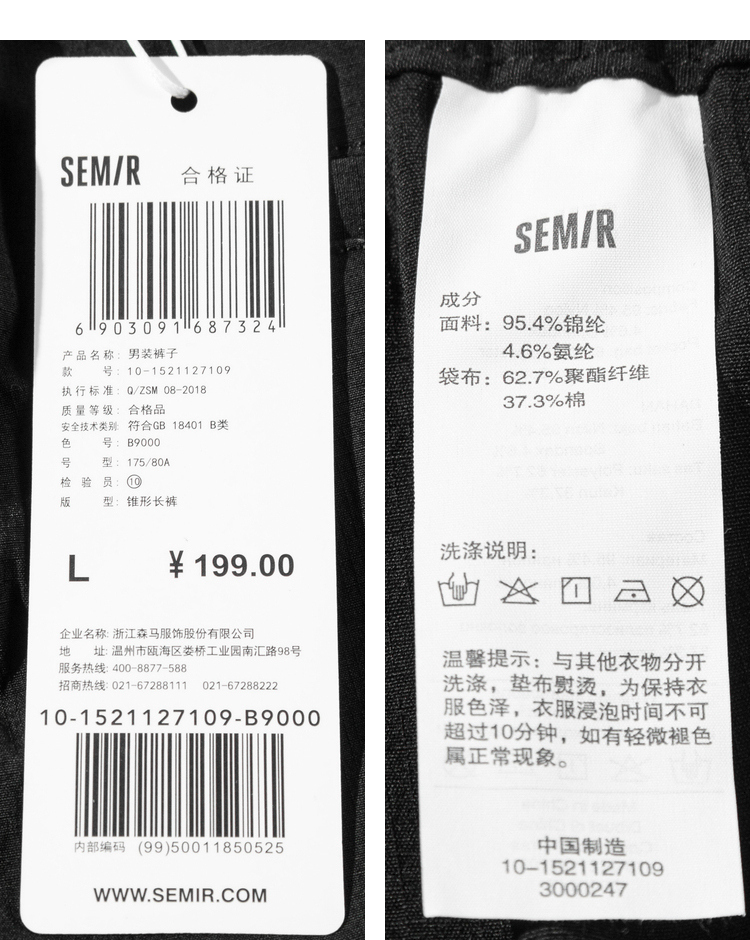 SEMIR 合格证
6 903091 687324
产品名称: 男装裤子
款 号: 10-1521127109
执行标准: Q/ZSM 08-2018
质量等级: 合格品
安全技术类别: 符合GB 18401 B类
色 号: B9000
号 型: 175/80A
检 验 员: ⑩
版 型: 锥形长裤
L ¥ 199.00
企业名称: 浙江森马服饰股份有限公司
地 址: 温州市瓯海区娄桥工业园南汇路98号
服务热线: 400-8877-588
招商热线: 021-67288111 021-67288222
10-1521127109-B9000
内部编码 (99)50011850525
WWW.SEMIR.COM
SEMIR
成分
面料: 95.4%锦纶
4.6%氨纶
袋布: 62.7%聚酯纤维
37.3%棉
洗涤说明:
温馨提示: 与其他衣物分开
洗涤，垫布熨烫，为保持衣
服色泽，衣服浸泡时间不可
超过10分钟，如有轻微褪色
属正常现象。
中国制造
10-1521127109
3000247